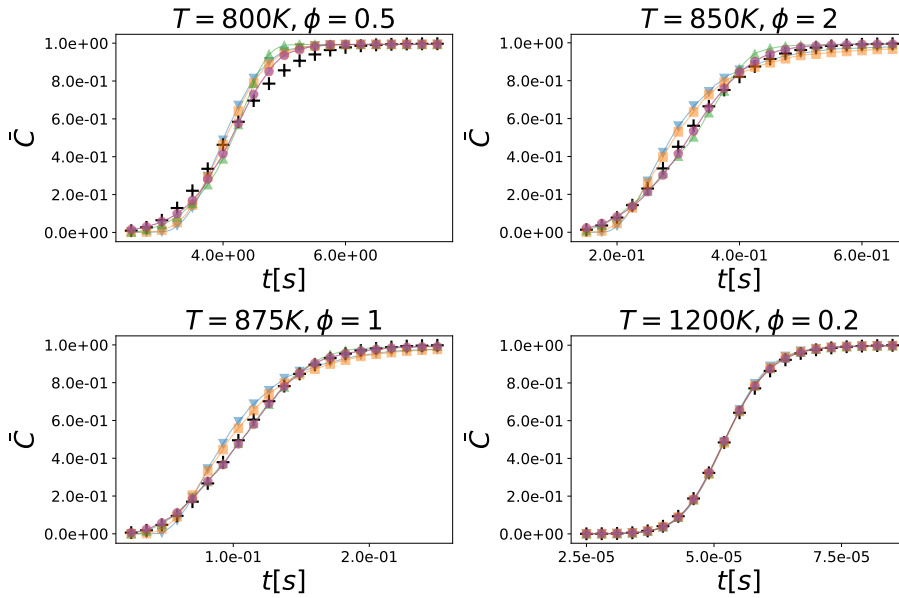 T = 800K, ϕ = 0.5
1.0e+00
8.0e-01
6.0e-01
4.0e-01
2.0e-01
0.0e+00
C̄
4.0e+00 6.0e+00
t[s]
T = 850K, ϕ = 2
1.0e+00
8.0e-01
6.0e-01
4.0e-01
2.0e-01
0.0e+00
C̄
2.0e-01 4.0e-01 6.0e-01
t[s]
T = 875K, ϕ = 1
1.0e+00
8.0e-01
6.0e-01
4.0e-01
2.0e-01
0.0e+00
C̄
1.0e-01 2.0e-01
t[s]
T = 1200K, ϕ = 0.2
1.0e+00
8.0e-01
6.0e-01
4.0e-01
2.0e-01
0.0e+00
C̄
2.5e-05 5.0e-05 7.5e-05
t[s]